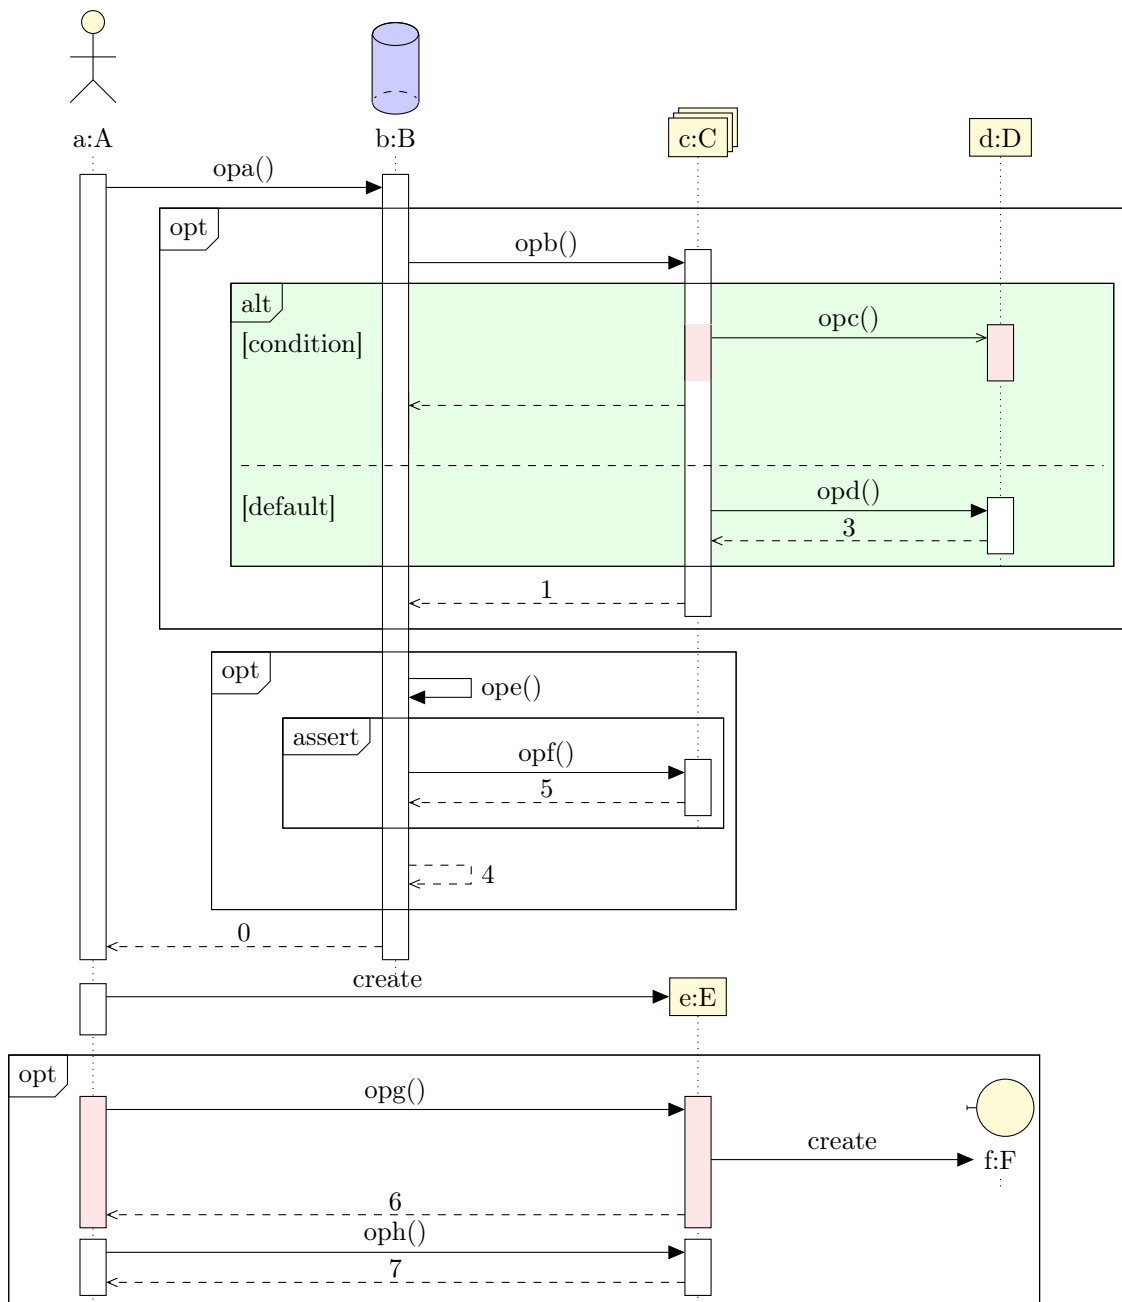 a:A
b:B
c:C
d:D
opa()
opt
opb()
alt
opc()
[condition]
opd()
[default]
3
1
opt
ope()
assert
opf()
5
4
0
create
e:E
opt
opg()
create
f:F
6
oph()
7